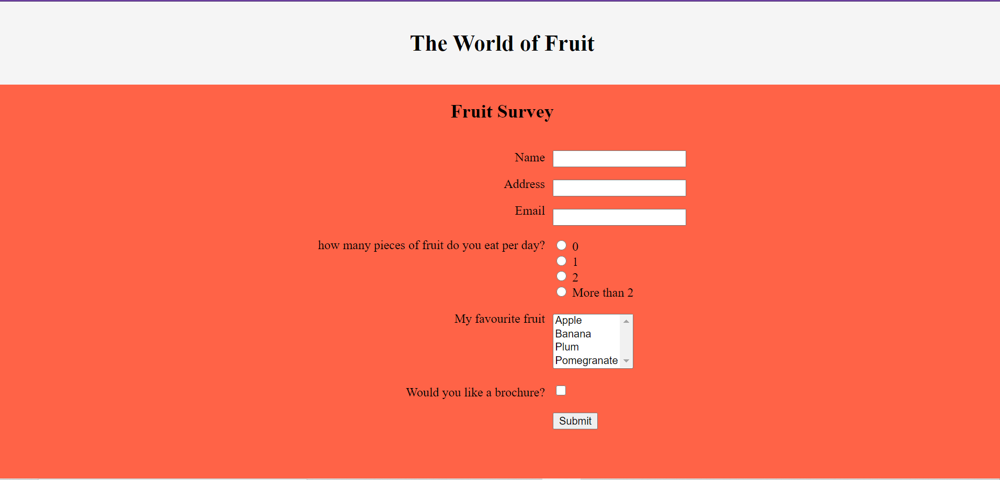 The World of Fruit
Fruit Survey
Name
Address
Email
how many pieces of fruit do you eat per day?
0
1
2
More than 2
My favourite fruit
Apple
Banana
Plum
Pomegranate
Would you like a brochure?
Submit